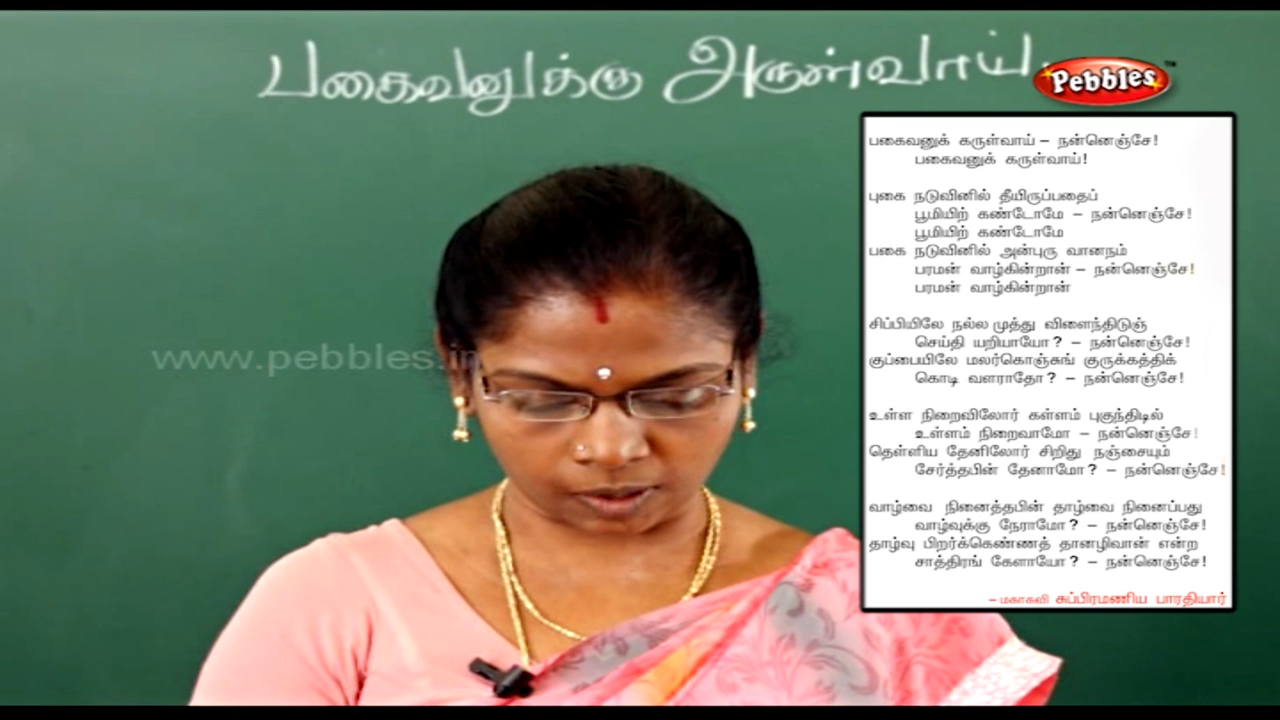 பகைவனுக்கு அருள்வாய்.
Pebbles™
பகைவனுக் கருள்வாய் – நன்னெஞ்சே!
பகைவனுக் கருள்வாய்!
புகை நடுவினில் தீயிருப்பதைப்
பூமியிற் கண்டோமே – நன்னெஞ்சே!
பூமியிற் கண்டோமே
பகை நடுவினில் அன்புரு வானநம்
பரமன் வாழ்கின்றான் – நன்னெஞ்சே!
பரமன் வாழ்கின்றான்
சிப்பியிலே நல்ல முத்து விளைந்திடுஞ்
செய்தி யறியாயோ? – நன்னெஞ்சே!
குப்பையிலே மலர்கொஞ்சுங் குருக்கத்திக்
கொடி வளராதோ? – நன்னெஞ்சே!
உள்ள நிறைவிலோர் கள்ளம் புகுந்திடில்
உள்ளம் நிறைவாமோ – நன்னெஞ்சே!
தெள்ளிய தேனிலோர் சிறிது நஞ்சையும்
சேர்த்தபின் தேனாமோ? – நன்னெஞ்சே!
வாழ்வை நினைத்தபின் தாழ்வை நினைப்பது
வாழ்வுக்கு நேராமோ? – நன்னெஞ்சே!
தாழ்வு பிறர்க்கெண்ணத் தானழிவான் என்ற
சாத்திரங் கேளாயோ? – நன்னெஞ்சே!
– மகாகவி சுப்பிரமணிய பாரதியார்
www.pebbles.in